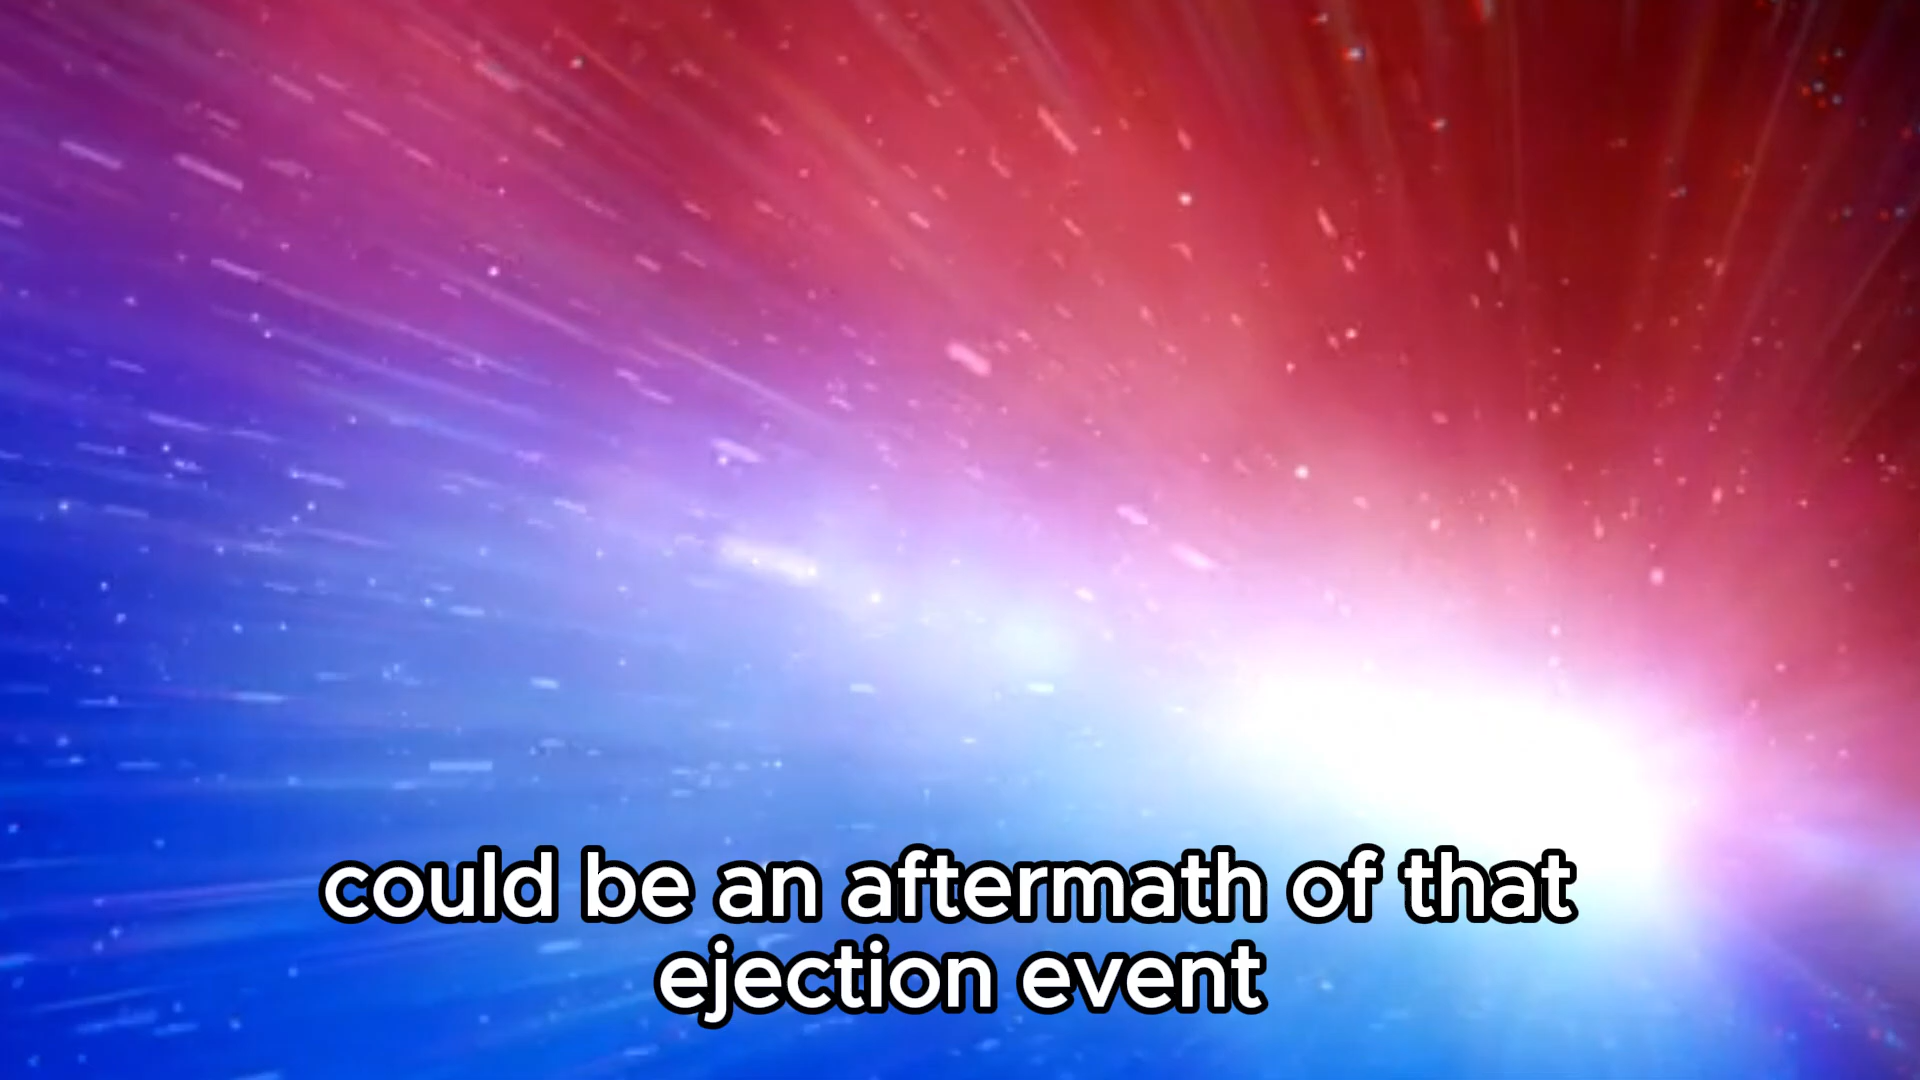 could be an aftermath of that
ejection event